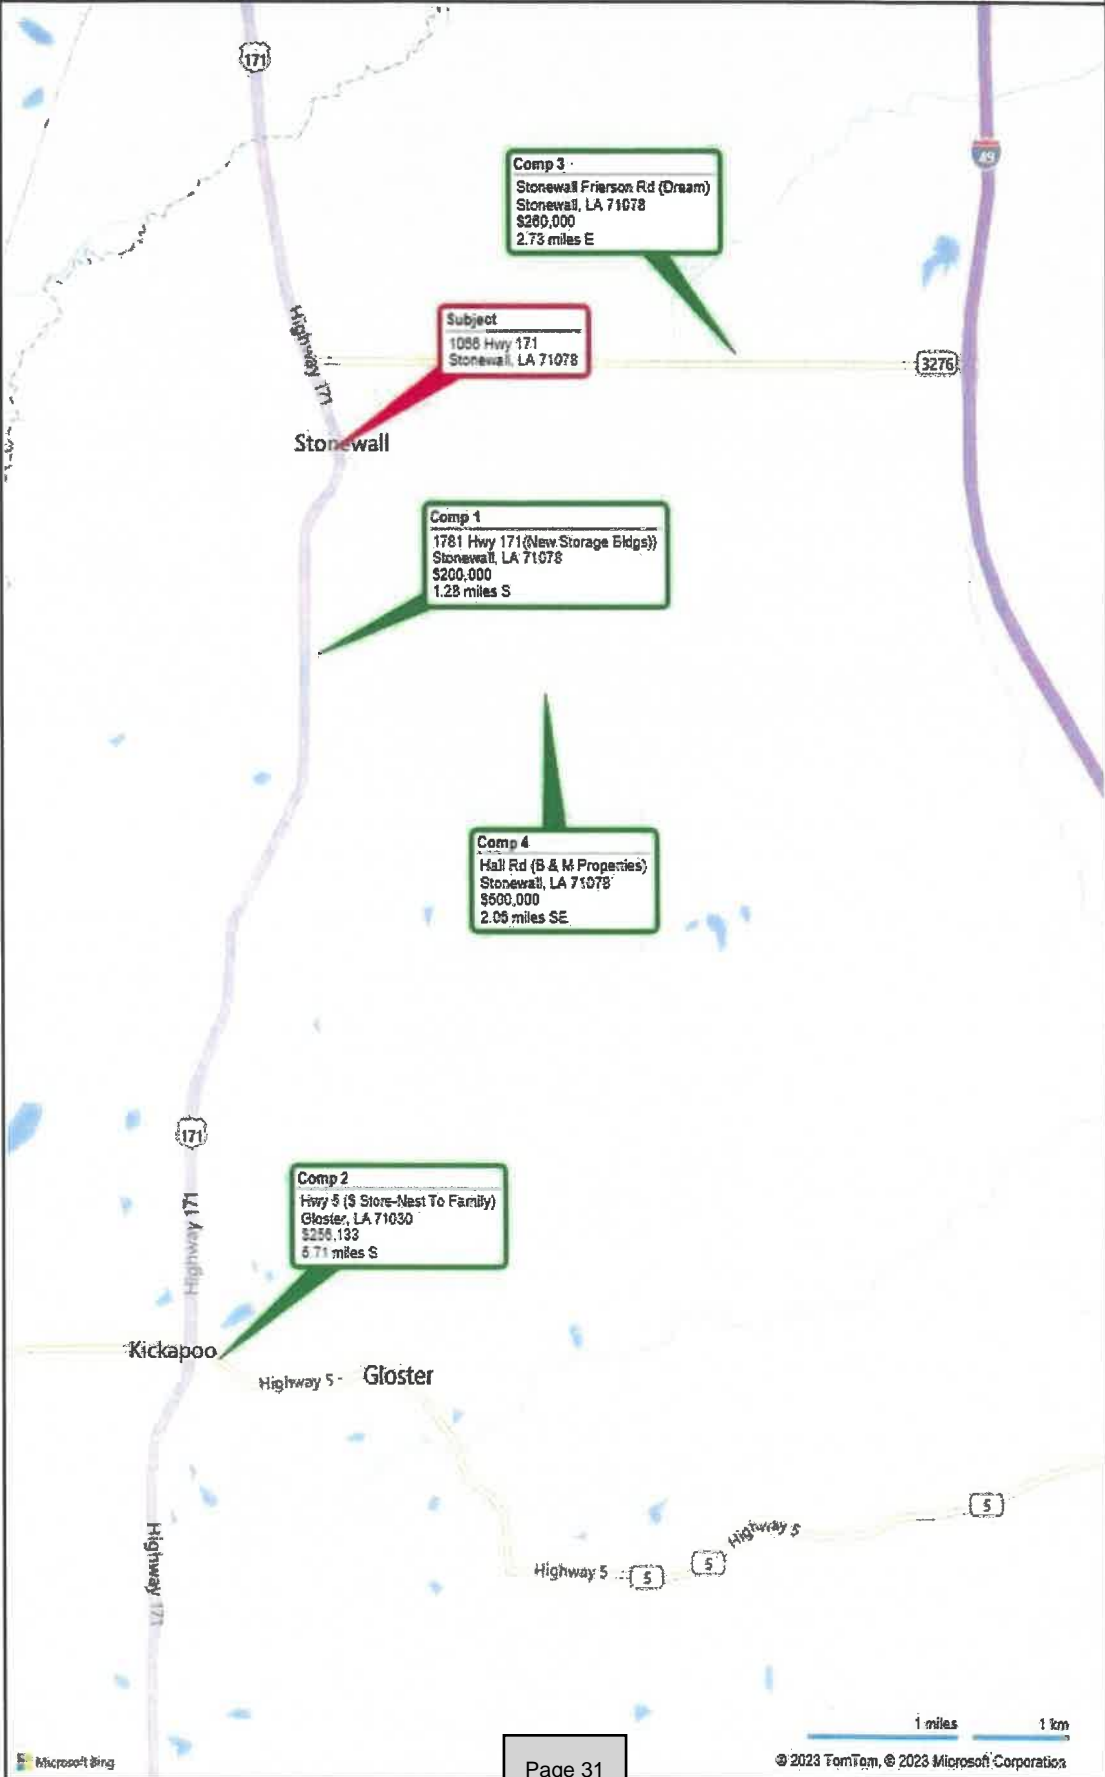 171
49
Comp 3
Stonewall Frierson Rd (Dream)
Stonewall, LA 71078
$260,000
2.73 miles E
Subject
1086 Hwy 171
Stonewall, LA 71078
Highway 171
3276
Stonewall
Comp 1
1781 Hwy 171(New Storage Bldgs))
Stonewall, LA 71078
$200,000
1.28 miles S
Comp 4
Hall Rd (B & M Properties)
Stonewall, LA 71078
$500,000
2.05 miles SE
171
Highway 171
Comp 2
Hwy 5 ($ Store-Nest To Family)
Gloster, LA 71030
$256,133
5.71 miles S
Kickapoo
Highway 5
Gloster
Highway 171
Highway 5
5
5
Highway 5
5
1 miles
1 km
Microsoft Bing
Page 31
© 2023 TomTom, © 2023 Microsoft Corporation